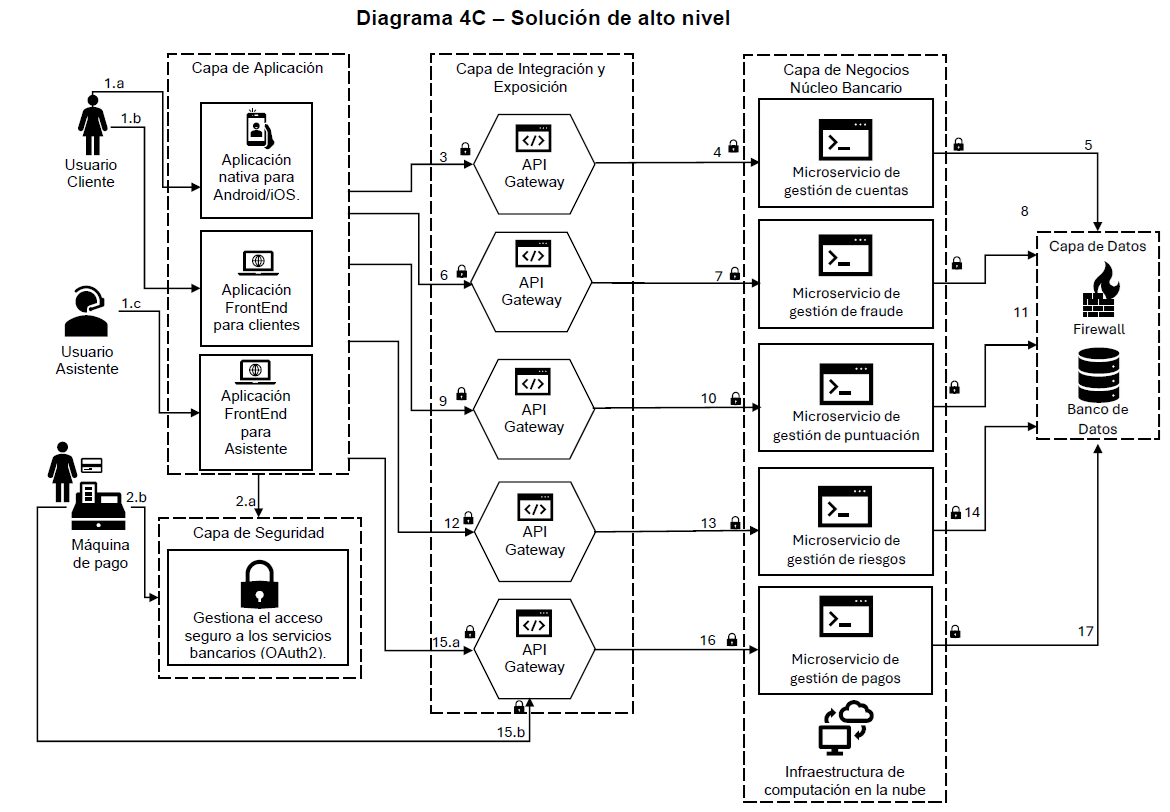 Diagrama 4C – Solución de alto nivel
Capa de Aplicación
1.a
1.b
Usuario
Cliente
Aplicación
nativa para
Android/iOS.
Aplicación
FrontEnd
para clientes
1.c
Usuario
Asistente
Aplicación
FrontEnd
para
Asistente
2.a
2.b
Máquina
de pago
Capa de Seguridad
Gestiona el acceso
seguro a los servicios
bancarios (OAuth2).
Capa de Integración y
Exposición
3
API
Gateway
6
API
Gateway
9
API
Gateway
12
API
Gateway
15.a
API
Gateway
15.b
Capa de Negocios
Núcleo Bancario
4
Microservicio de
gestión de cuentas
7
Microservicio de
gestión de fraude
10
Microservicio de
gestión de puntuación
13
Microservicio de
gestión de riesgos
16
Microservicio de
gestión de pagos
Infraestructura de
computación en la nube
5
8
11
14
17
Capa de Datos
Firewall
Banco de
Datos